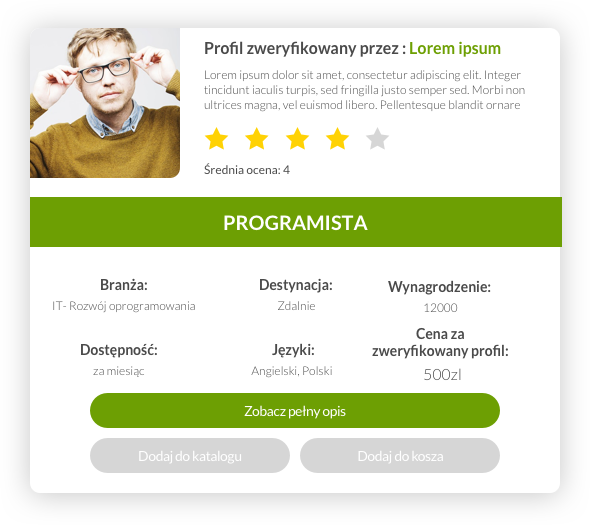 Profil zweryfikowany przez : Lorem ipsum
Lorem ipsum dolor sit amet, consectetur adipiscing elit. Integer
tincidunt iaculis turpis, sed fringilla justo semper sed. Morbi non
ultrices magna, vel euismod libero. Pellentesque blandit ornare
Średnia ocena: 4
PROGRAMISTA
Branża:
IT- Rozwój oprogramowania
Destynacja:
Zdalnie
Wynagrodzenie:
12000
Dostępność:
za miesiąc
Języki:
Angielski, Polski
Cena za
zweryfikowany profil:
500zl
Zobacz pełny opis
Dodaj do katalogu
Dodaj do kosza